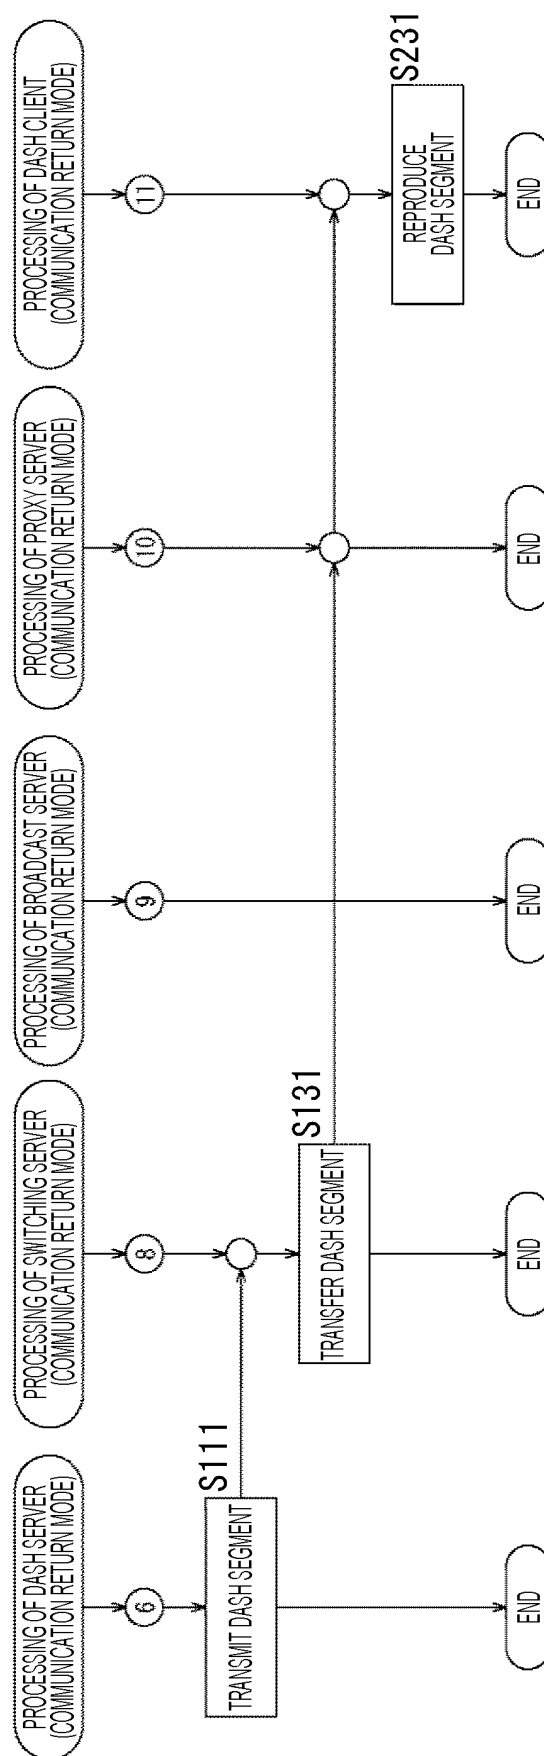 PROCESSING OF DASH SERVER
(COMMUNICATION RETURN MODE)
6
S111
TRANSMIT DASH SEGMENT
END
PROCESSING OF SWITCHING SERVER
(COMMUNICATION RETURN MODE)
8
S131
TRANSFER DASH SEGMENT
END
PROCESSING OF BROADCAST SERVER
(COMMUNICATION RETURN MODE)
9
END
PROCESSING OF PROXY SERVER
(COMMUNICATION RETURN MODE)
10
END
PROCESSING OF DASH CLIENT
(COMMUNICATION RETURN MODE)
11
S231
REPRODUCE
DASH SEGMENT
END